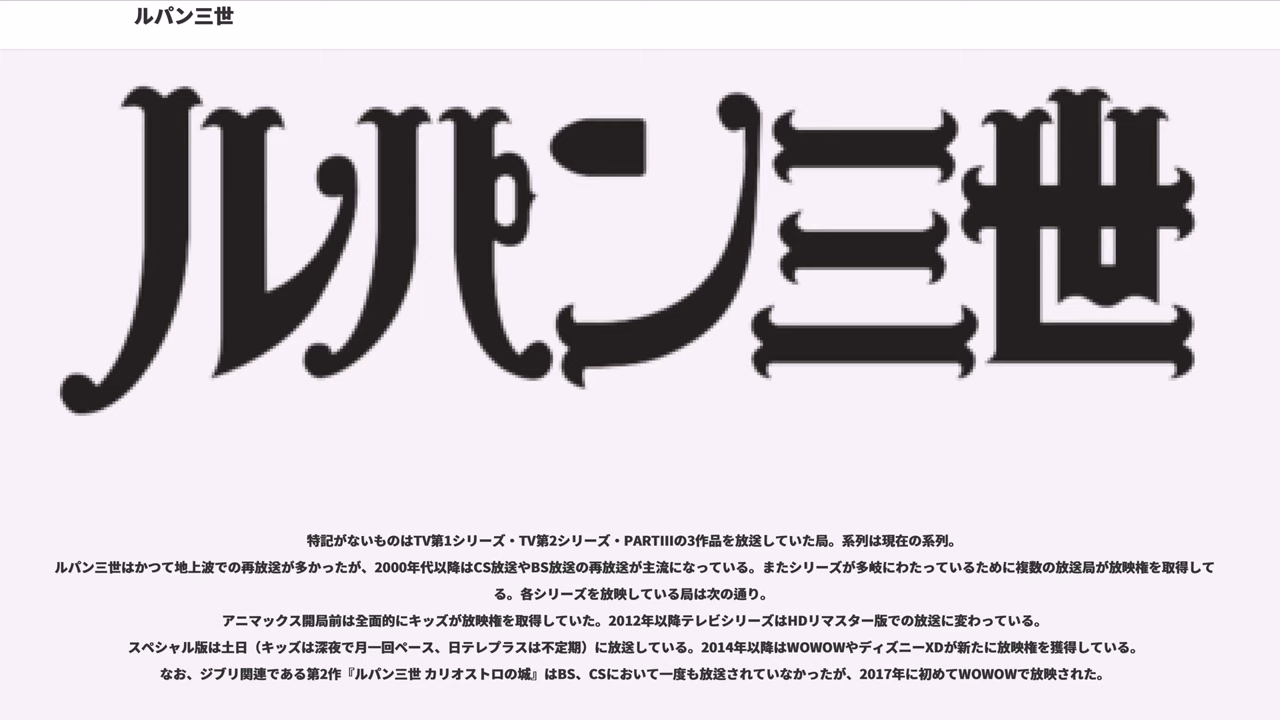 ルパン三世
ルパン三世
特記がないものはTV第1シリーズ・TV第2シリーズ・PARTIIIの3作品を放送していた局。系列は現在の系列。
ルパン三世はかつて地上波での再放送が多かったが、2000年代以降はCS放送やBS放送の再放送が主流になっている。またシリーズが多岐にわたっているために複数の放送局が放映権を取得して
る。各シリーズを放映している局は次の通り。
アニマックス開局前は全面的にキッズが放映権を取得していた。2012年以降テレビシリーズはHDリマスター版での放送に変わっている。
スペシャル版は土日（キッズは深夜で月一回ペース、日テレプラスは不定期）に放送している。2014年以降はWOWOWやディズニーXDが新たに放映権を獲得している。
なお、ジブリ関連である第2作『ルパン三世 カリオストロの城』はBS、CSにおいて一度も放送されていなかったが、2017年に初めてWOWOWで放映された。